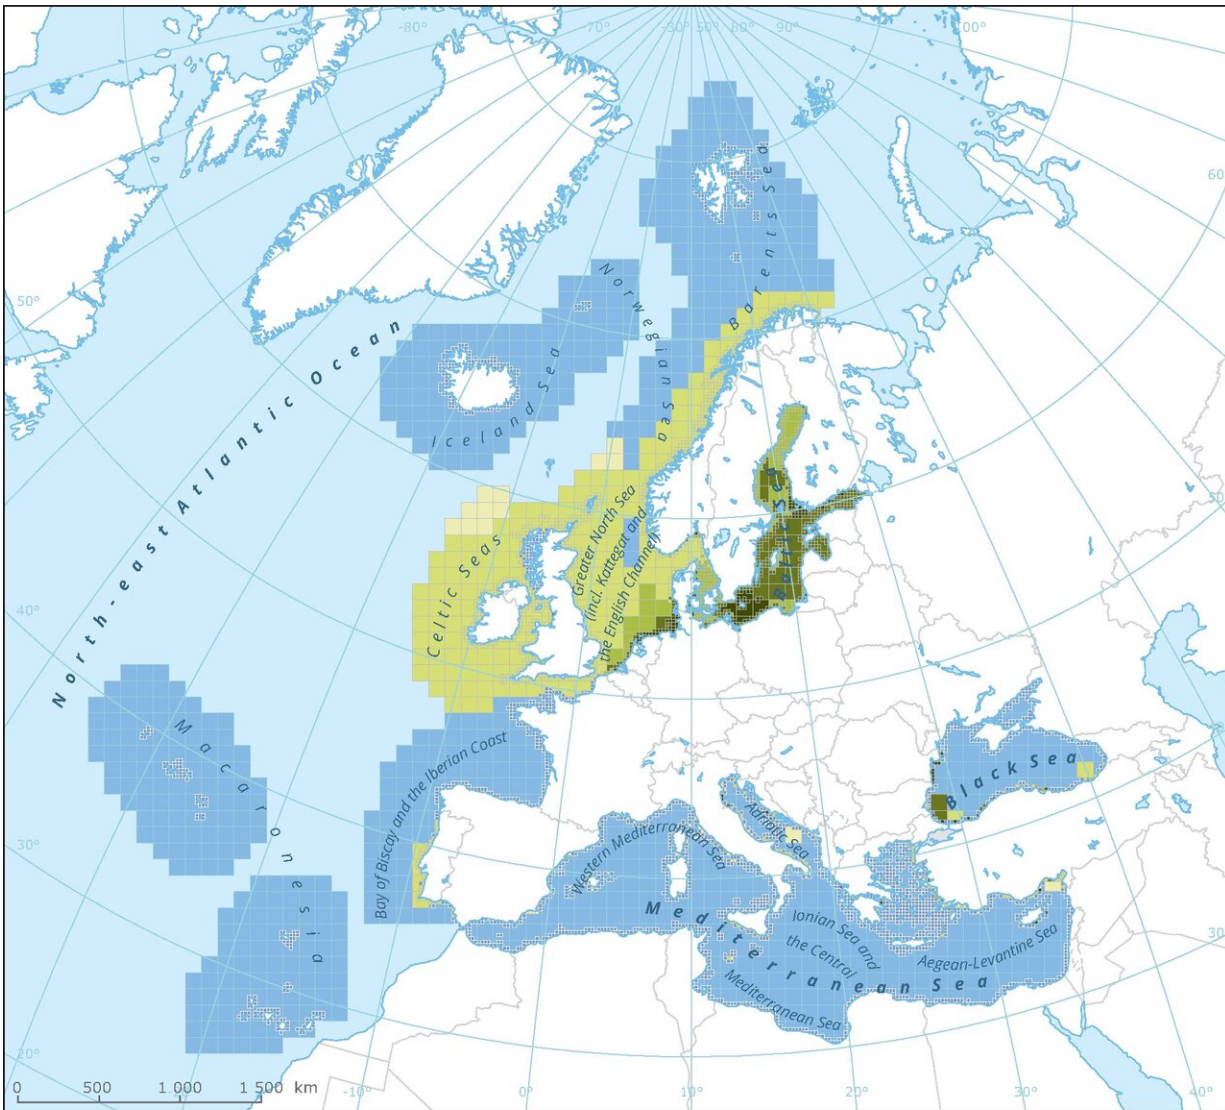 -80°
-70°
-30°
50°
80°
90°
100°
60°
50°
40°
30°
20°
30°
Barents Sea
Norwegian Sea
Iceland Sea
North-east Atlantic Ocean
Celtic Seas
Greater North Sea
(incl. Kattegat and
the English Channel)
Baltic Sea
Macaronesia
Bay of Biscay and the Iberian Coast
Black Sea
Adriatic Sea
Western Mediterranean Sea
Mediterranean Sea
Ionian Sea and
the Central
Mediterranean Sea
Aegean-Levantine Sea
0 500 1 000 1 500 km
-10°
0°
10°
20°
30°
40°